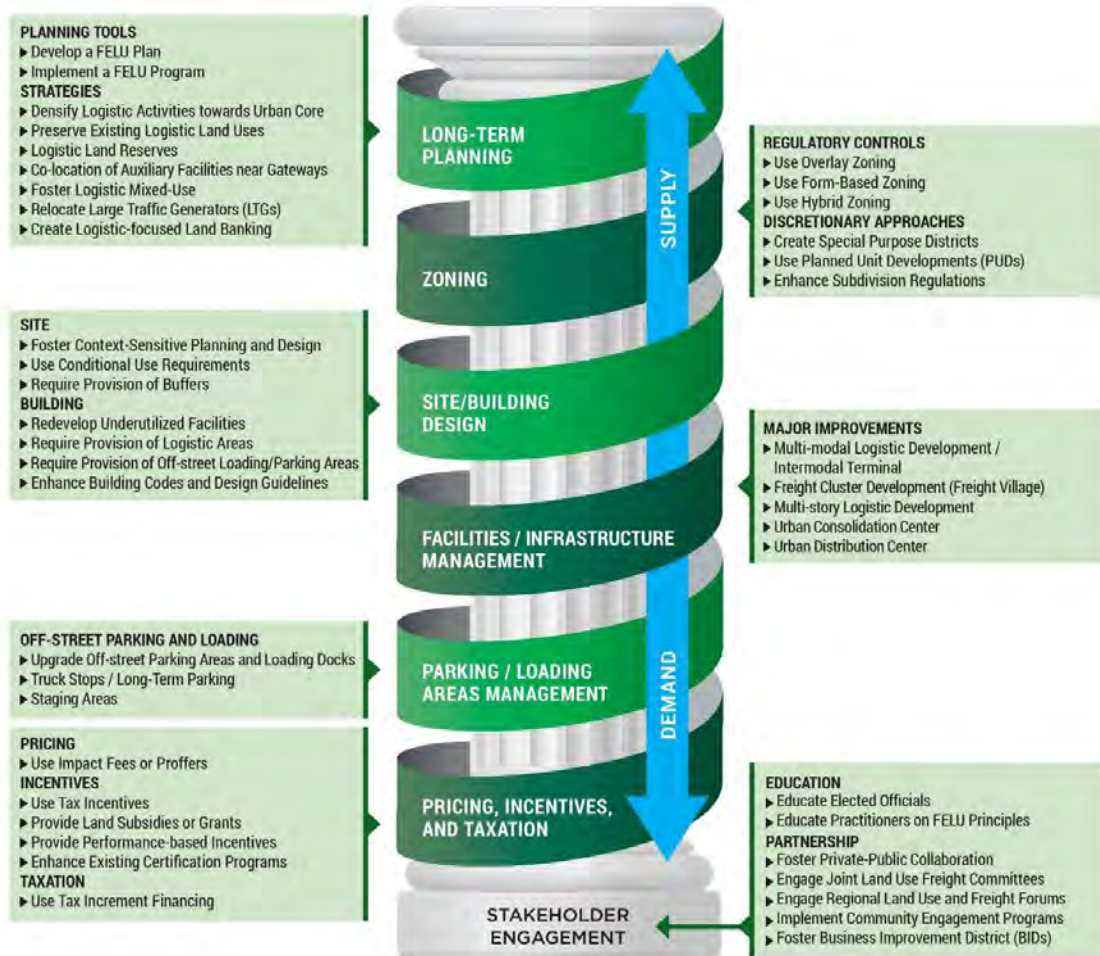 PLANNING TOOLS
▶ Develop a FELU Plan
▶ Implement a FELU Program
STRATEGIES
▶ Densify Logistic Activities towards Urban Core
▶ Preserve Existing Logistic Land Uses
▶ Logistic Land Reserves
▶ Co-location of Auxiliary Facilities near Gateways
▶ Foster Logistic Mixed-Use
▶ Relocate Large Traffic Generators (LTGs)
▶ Create Logistic-focused Land Banking
LONG-TERM
PLANNING
SUPPLY
REGULATORY CONTROLS
▶ Use Overlay Zoning
▶ Use Form-Based Zoning
▶ Use Hybrid Zoning
DISCRETIONARY APPROACHES
▶ Create Special Purpose Districts
▶ Use Planned Unit Developments (PUDs)
▶ Enhance Subdivision Regulations
ZONING
SITE
▶ Foster Context-Sensitive Planning and Design
▶ Use Conditional Use Requirements
▶ Require Provision of Buffers
BUILDING
▶ Redevelop Underutilized Facilities
▶ Require Provision of Logistic Areas
▶ Require Provision of Off-street Loading/Parking Areas
▶ Enhance Building Codes and Design Guidelines
SITE/BUILDING
DESIGN
MAJOR IMPROVEMENTS
▶ Multi-modal Logistic Development /
Intermodal Terminal
▶ Freight Cluster Development (Freight Village)
▶ Multi-story Logistic Development
▶ Urban Consolidation Center
▶ Urban Distribution Center
FACILITIES / INFRASTRUCTURE
MANAGEMENT
OFF-STREET PARKING AND LOADING
▶ Upgrade Off-street Parking Areas and Loading Docks
▶ Truck Stops / Long-Term Parking
▶ Staging Areas
PARKING / LOADING
AREAS MANAGEMENT
DEMAND
PRICING
▶ Use Impact Fees or Proffers
INCENTIVES
▶ Use Tax Incentives
▶ Provide Land Subsidies or Grants
▶ Provide Performance-based Incentives
▶ Enhance Existing Certification Programs
TAXATION
▶ Use Tax Increment Financing
PRICING, INCENTIVES,
AND TAXATION
EDUCATION
▶ Educate Elected Officials
▶ Educate Practitioners on FELU Principles
PARTNERSHIP
▶ Foster Private-Public Collaboration
▶ Engage Joint Land Use Freight Committees
▶ Engage Regional Land Use and Freight Forums
▶ Implement Community Engagement Programs
▶ Foster Business Improvement District (BIDs)
STAKEHOLDER
ENGAGEMENT